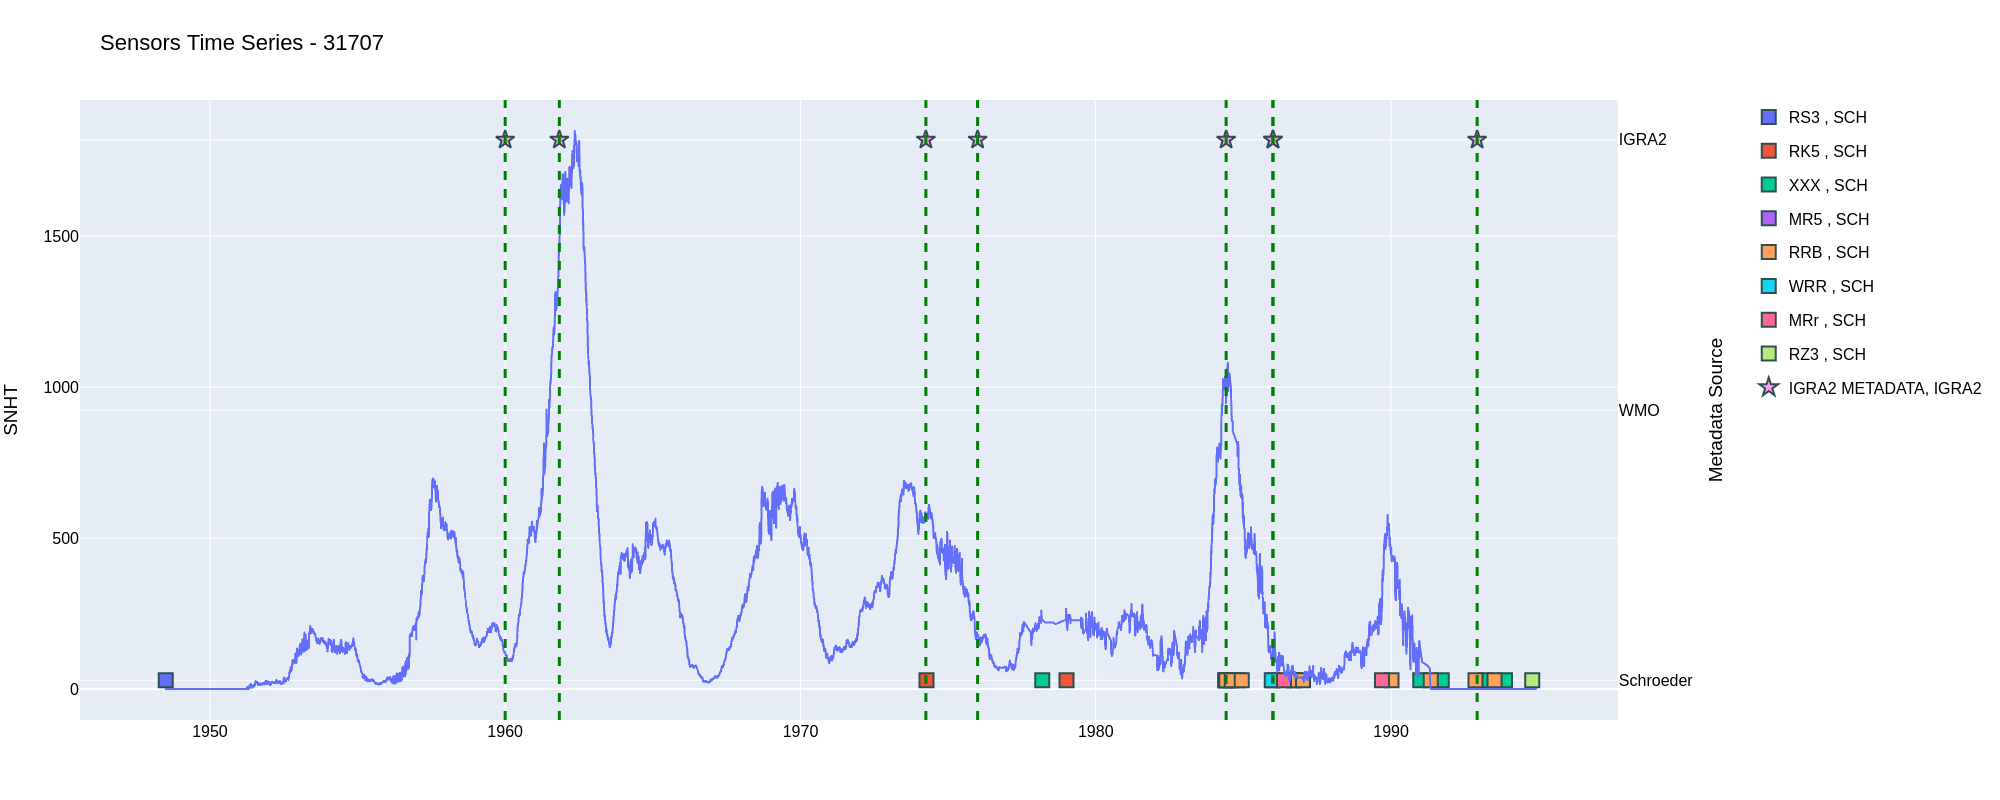 Sensors Time Series - 31707
SNHT
1500
1000
500
0
1950
1960
1970
1980
1990
IGRA2
WMO
Schroeder
Metadata Source
RS3 , SCH
RK5 , SCH
XXX , SCH
MR5 , SCH
RRB , SCH
WRR , SCH
MRr , SCH
RZ3 , SCH
IGRA2 METADATA, IGRA2